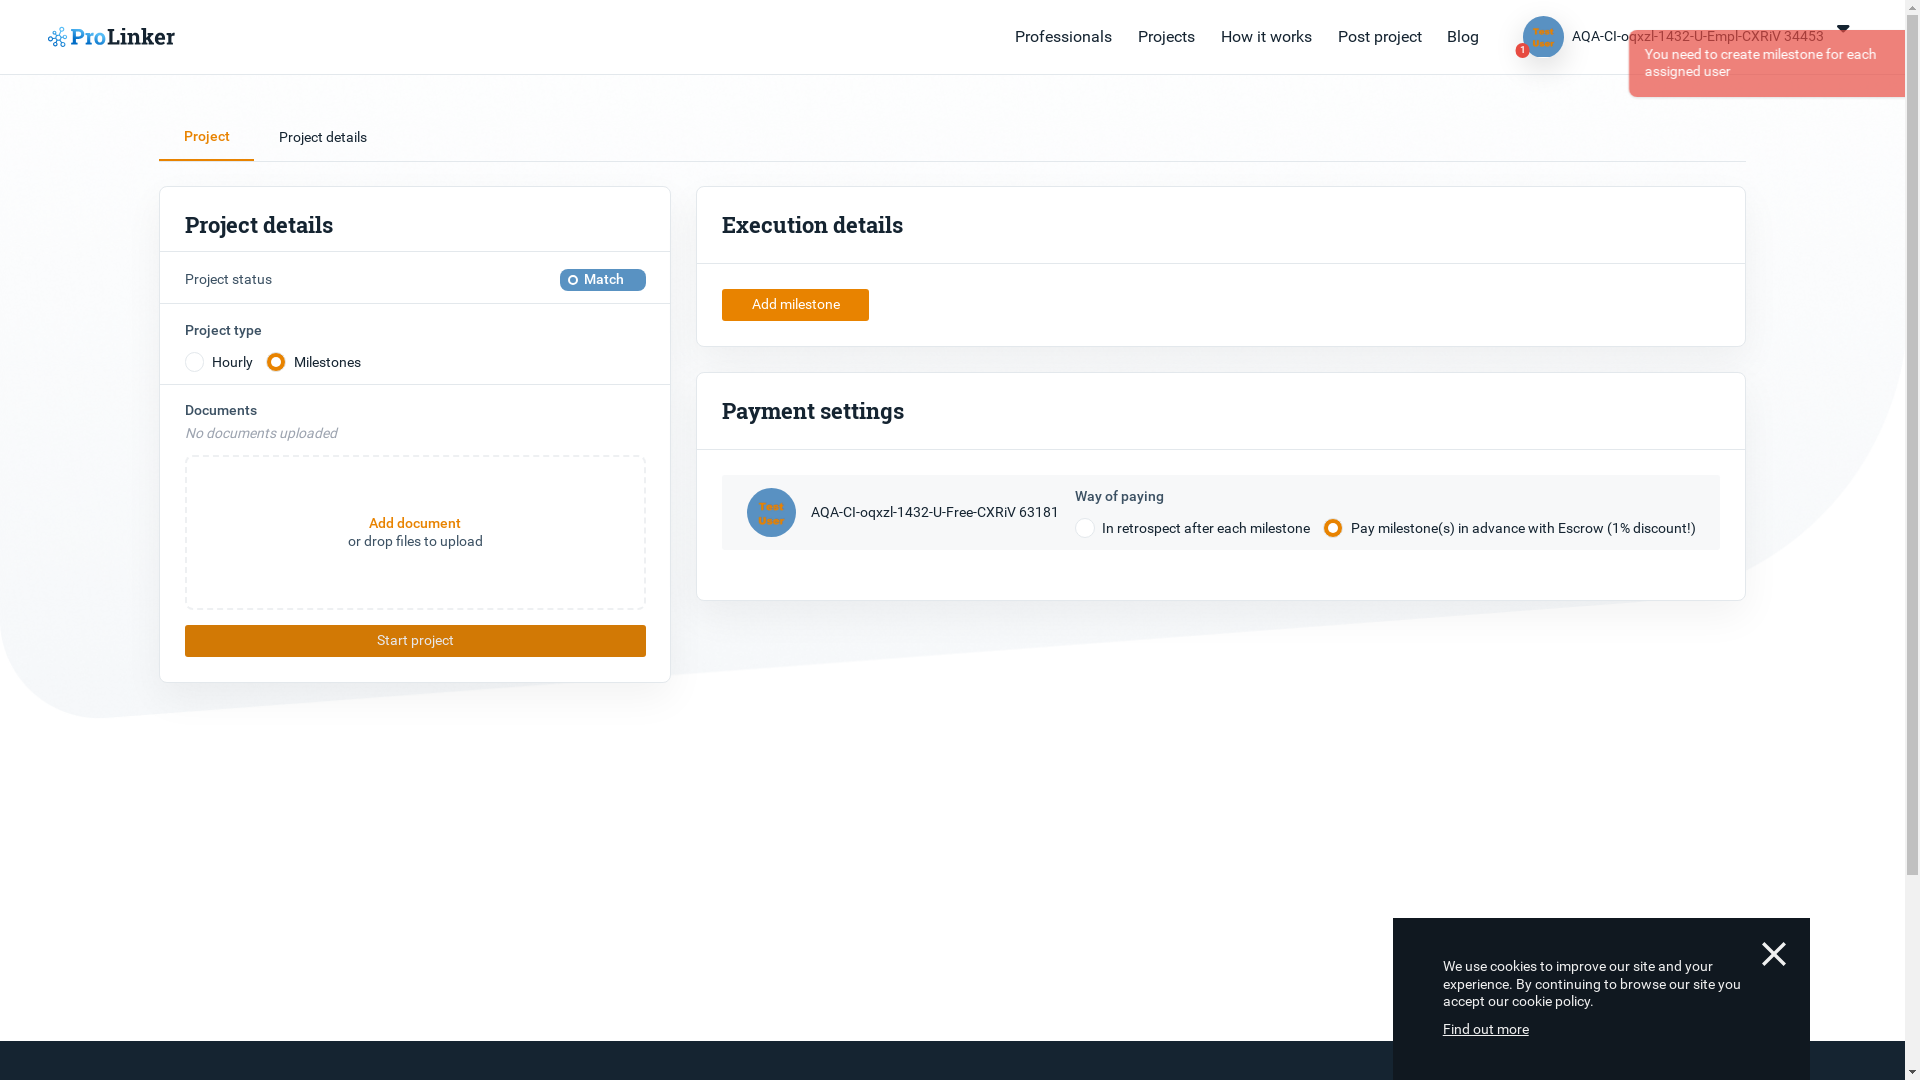 ProLinker
Professionals
Projects
How it works
Post project
Blog
Test
User
1
AQA-CI-oqxzl-1432-U-Empl-CXRiV 34453
You need to create milestone for each
assigned user
Project
Project details
Project details
Project status
Match
Project type
Hourly
Milestones
Documents
No documents uploaded
Add document
or drop files to upload
Start project
Execution details
Add milestone
Payment settings
Test
User
AQA-CI-oqxzl-1432-U-Free-CXRiV 63181
Way of paying
In retrospect after each milestone
Pay milestone(s) in advance with Escrow (1% discount!)
We use cookies to improve our site and your
experience. By continuing to browse our site you
accept our cookie policy.
Find out more